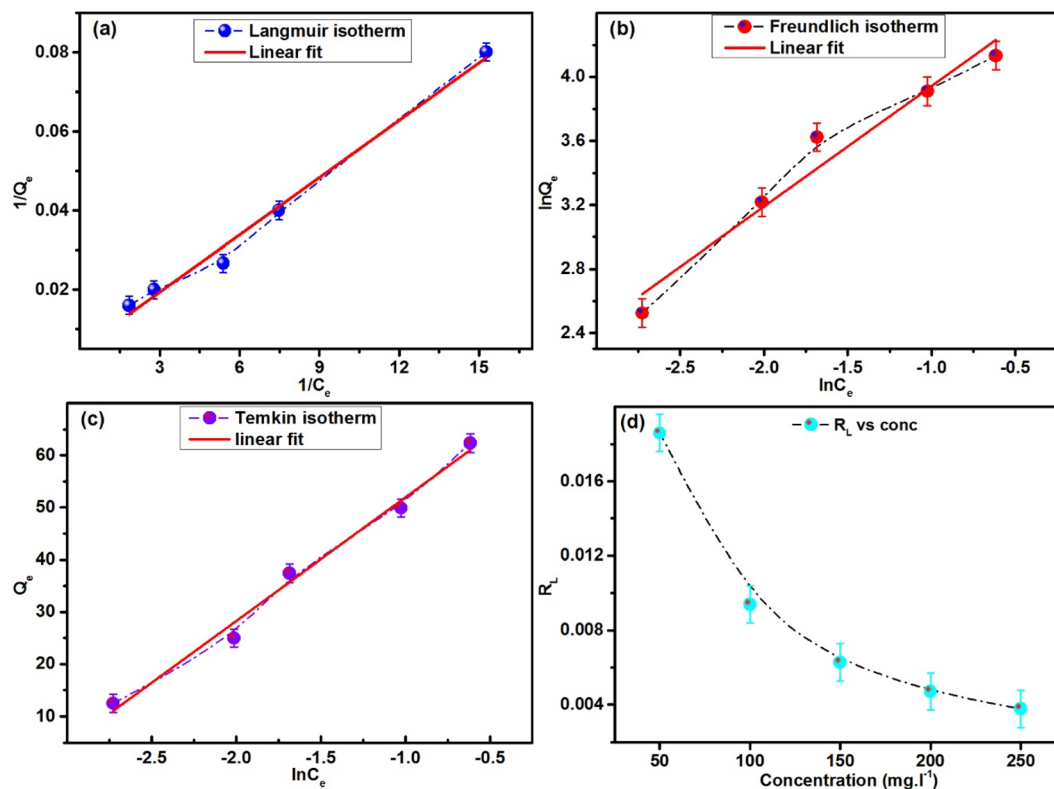 (a)
Langmuir isotherm
Linear fit
0.08
0.06
0.04
0.02
1/Qₑ
3 6 9 12 15
1/Cₑ
(b)
Freundlich isotherm
Linear fit
4.0
3.6
3.2
2.8
2.4
lnQₑ
-2.5 -2.0 -1.5 -1.0 -0.5
lnCₑ
(c)
Temkin isotherm
linear fit
60
50
40
30
20
10
Qₑ
-2.5 -2.0 -1.5 -1.0 -0.5
lnCₑ
(d)
R_L vs conc
0.016
0.012
0.008
0.004
R_L
50 100 150 200 250
Concentration (mg.l⁻¹)